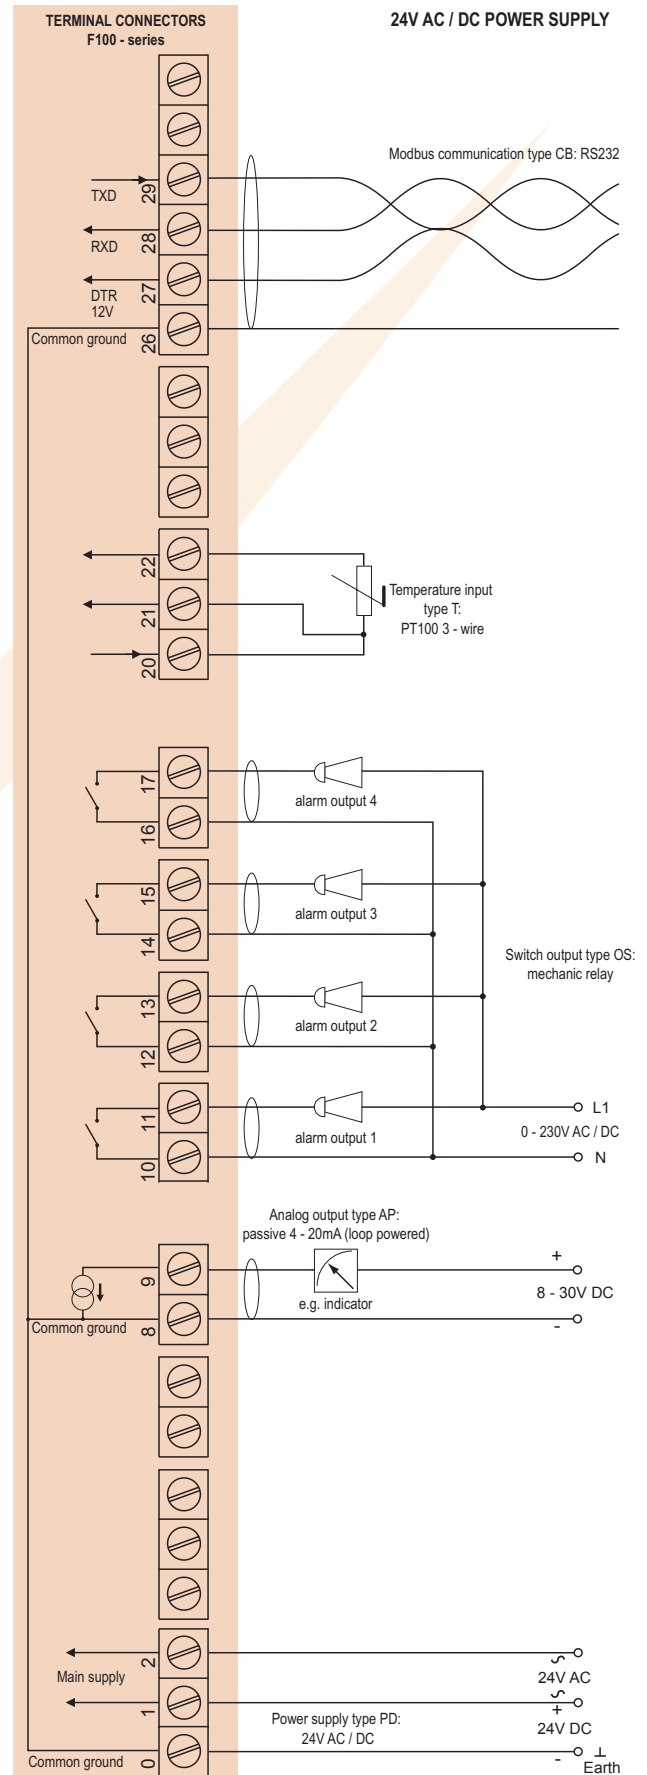 TERMINAL CONNECTORS
F100 - series
24V AC / DC POWER SUPPLY
Modbus communication type CB: RS232
29
TXD
28
RXD
27
DTR
12V
26
Common ground
22
21
20
Temperature input
type T:
PT100 3 - wire
17
16
alarm output 4
15
14
alarm output 3
Switch output type OS:
mechanic relay
13
12
alarm output 2
11
10
alarm output 1
L1
0 - 230V AC / DC
N
Analog output type AP:
passive 4 - 20mA (loop powered)
9
e.g. indicator
+
8 - 30V DC
-
8
Common ground
2
Main supply
1
24V AC
+
24V DC
Power supply type PD:
24V AC / DC
0
Common ground
-
Earth